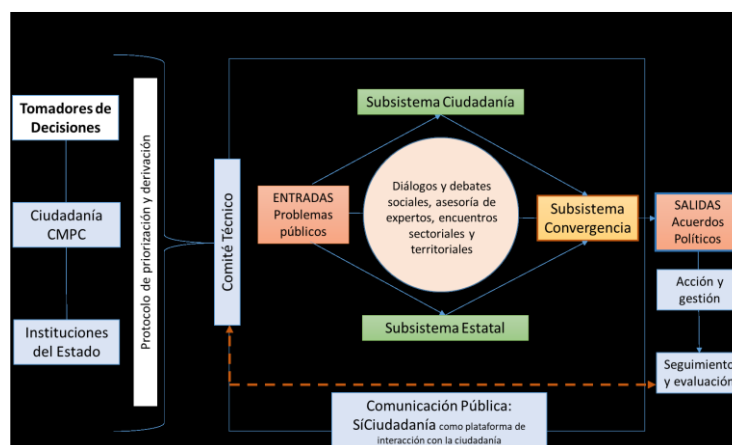 Tomadores de
Decisiones
Ciudadanía
CMPC
Instituciones
del Estado
Protocolo de priorización y derivación
Comité Técnico
Subsistema Ciudadanía
ENTRADAS
Problemas
públicos
Diálogos y debates
sociales, asesoría de
expertos, encuentros
sectoriales y
territoriales
Subsistema
Convergencia
Subsistema Estatal
SALIDAS
Acuerdos
Políticos
Acción y
gestión
Seguimiento
y evaluación
Comunicación Pública:
SíCiudadanía como plataforma de
interacción con la ciudadanía